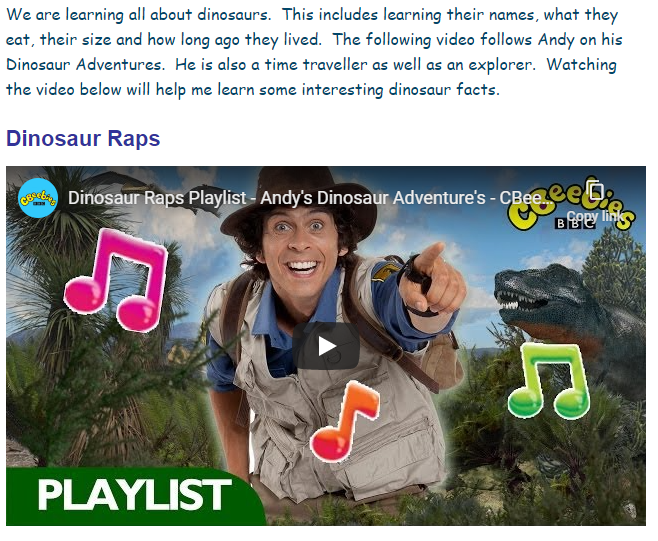 We are learning all about dinosaurs.  This includes learning their names, what they
eat, their size and how long ago they lived.  The following video follows Andy on his
Dinosaur Adventures.  He is also a time traveller as well as an explorer.  Watching
the video below will help me learn some interesting dinosaur facts.
Dinosaur Raps
CBeebies
Dinosaur Raps Playlist - Andy's Dinosaur Adventure's - CBee...
CBeebies
BBC
Copy link
PLAYLIST